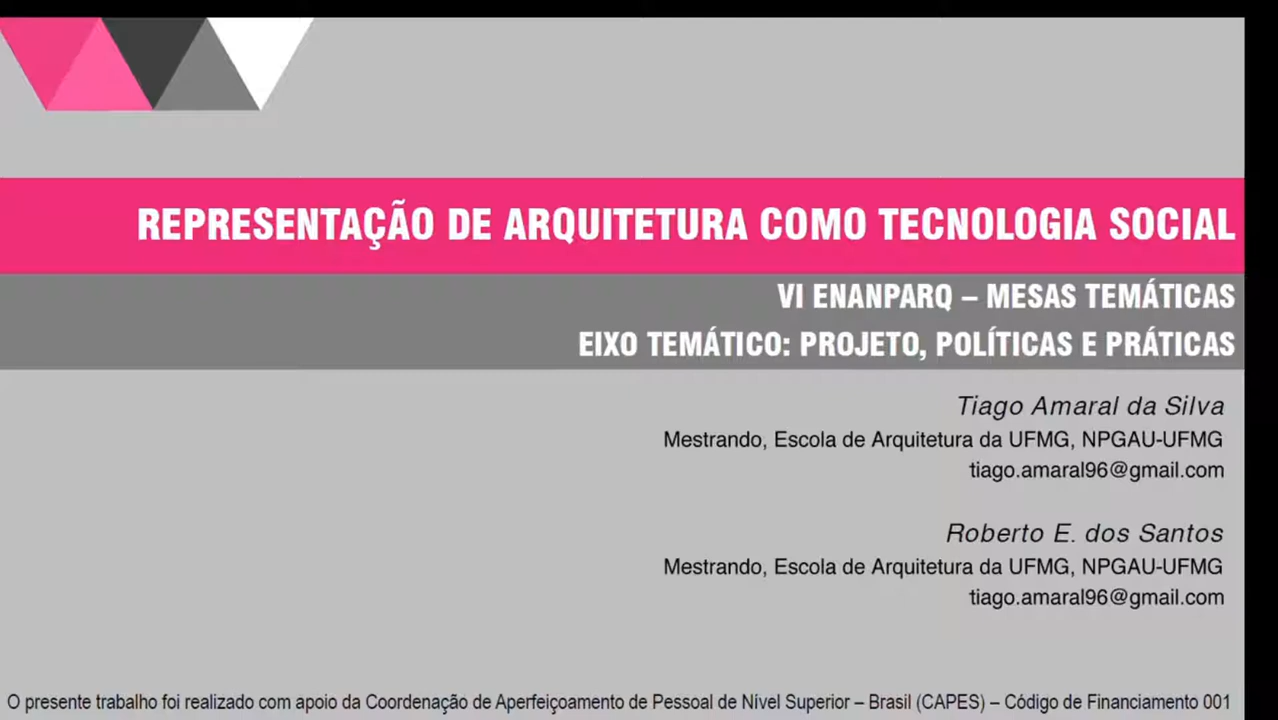 REPRESENTAÇÃO DE ARQUITETURA COMO TECNOLOGIA SOCIAL
VI ENANPARQ – MESAS TEMÁTICAS
EIXO TEMÁTICO: PROJETO, POLÍTICAS E PRÁTICAS
Tiago Amaral da Silva
Mestrando, Escola de Arquitetura da UFMG, NPGAU-UFMG
tiago.amaral96@gmail.com
Roberto E. dos Santos
Mestrando, Escola de Arquitetura da UFMG, NPGAU-UFMG
tiago.amaral96@gmail.com
O presente trabalho foi realizado com apoio da Coordenação de Aperfeiçoamento de Pessoal de Nível Superior – Brasil (CAPES) – Código de Financiamento 001